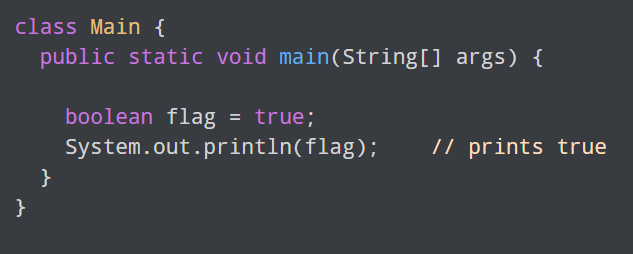 class Main {
  public static void main(String[] args) {

    boolean flag = true;
    System.out.println(flag);    // prints true
  }
}